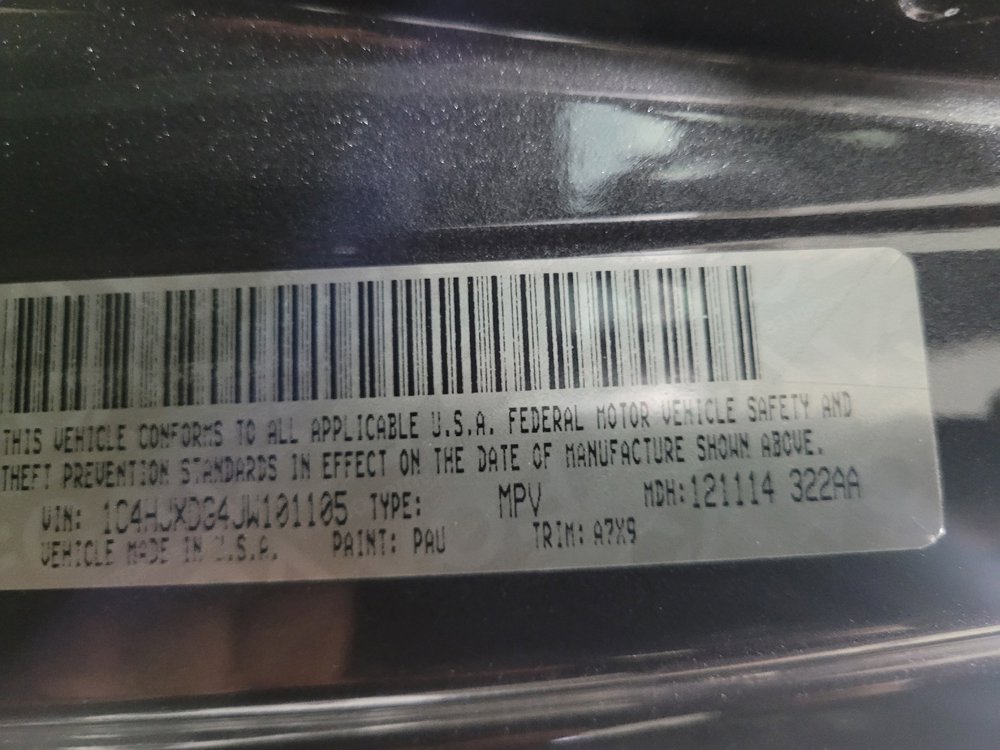 THIS VEHICLE CONFORMS TO ALL APPLICABLE U.S.A. FEDERAL MOTOR VEHICLE SAFETY AND
THEFT PREVENTION STANDARDS IN EFFECT ON THE DATE OF MANUFACTURE SHOWN ABOVE.
VIN: 1C4HJXDG4JW101105 TYPE: MPV MDH:121114 322AA
VEHICLE MADE IN U.S.A. PAINT: PAU TRIM: A7X9